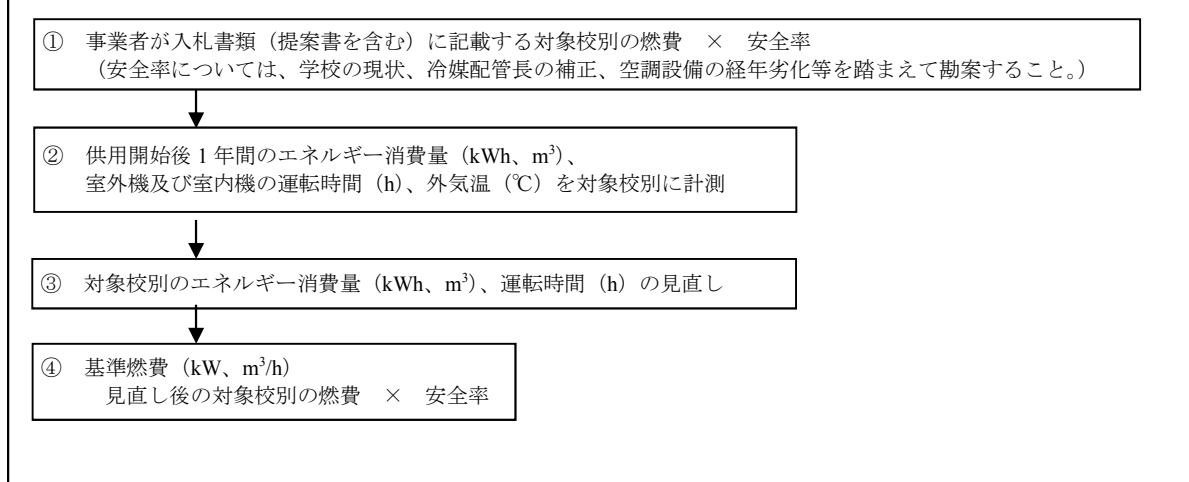 ① 事業者が入札書類（提案書を含む）に記載する対象校別の燃費 × 安全率
（安全率については、学校の現状、冷媒配管長の補正、空調設備の経年劣化等を踏まえて勘案すること。）
② 供用開始後 1 年間のエネルギー消費量（kWh、m³）、
室外機及び室内機の運転時間（h）、外気温（℃）を対象校別に計測
③ 対象校別のエネルギー消費量（kWh、m³）、運転時間（h）の見直し
④ 基準燃費（kW、m³/h）
見直し後の対象校別の燃費 × 安全率